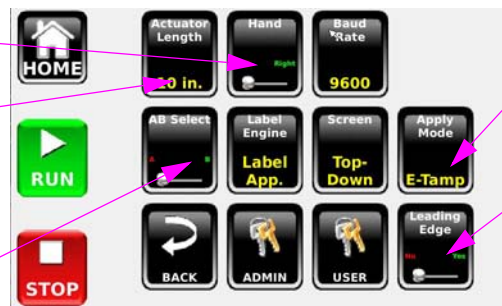 HOME
Actuator
Length
10 in.
Hand
Right
Baud
Rate
9600
RUN
AB Select
A B
Label
Engine
Label
App.
Screen
Top-
Down
Apply
Mode
E-Tamp
STOP
BACK
ADMIN
USER
Leading
Edge
No Yes